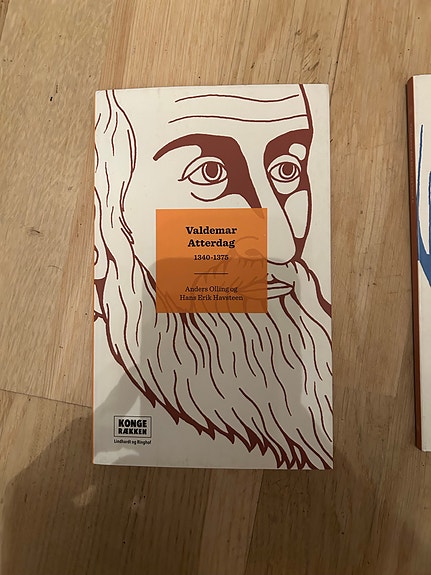 Valdemar
Atterdag
1340-1375
Anders Olling og
Hans Erik Havsteen
KONGE
RÆKKEN
Lindhardt og Ringhof